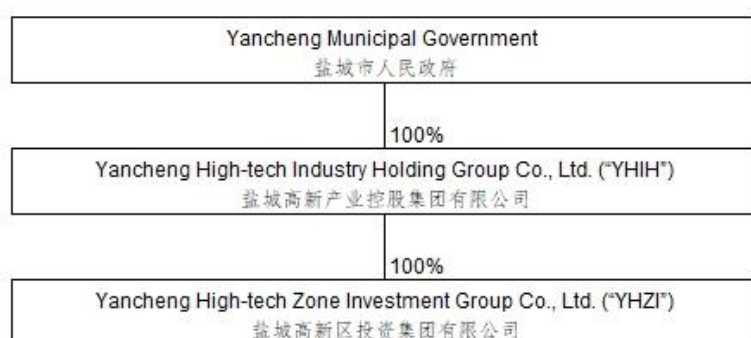 Yancheng Municipal Government
盐城市人民政府
100%
Yancheng High-tech Industry Holding Group Co., Ltd. (“YHIH”)
盐城高新产业控股集团有限公司
100%
Yancheng High-tech Zone Investment Group Co., Ltd. (“YHZI”)
盐城高新区投资集团有限公司